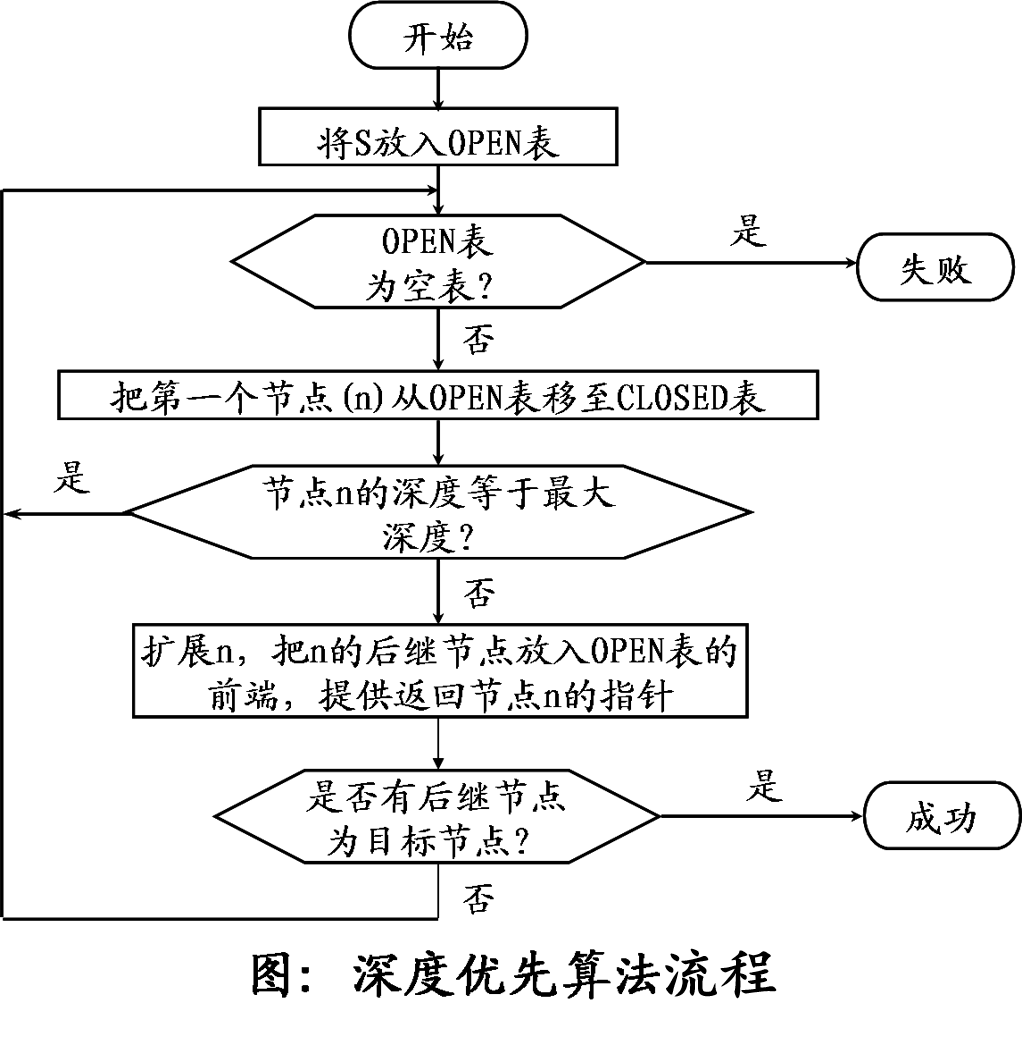 开始
将S放入OPEN表
OPEN表
为空表？
是
失败
否
把第一个节点(n)从OPEN表移至CLOSED表
是
节点n的深度等于最大
深度？
否
扩展n，把n的后继节点放入OPEN表的
前端，提供返回节点n的指针
是否有后继节点
为目标节点？
是
成功
否
图：深度优先算法流程